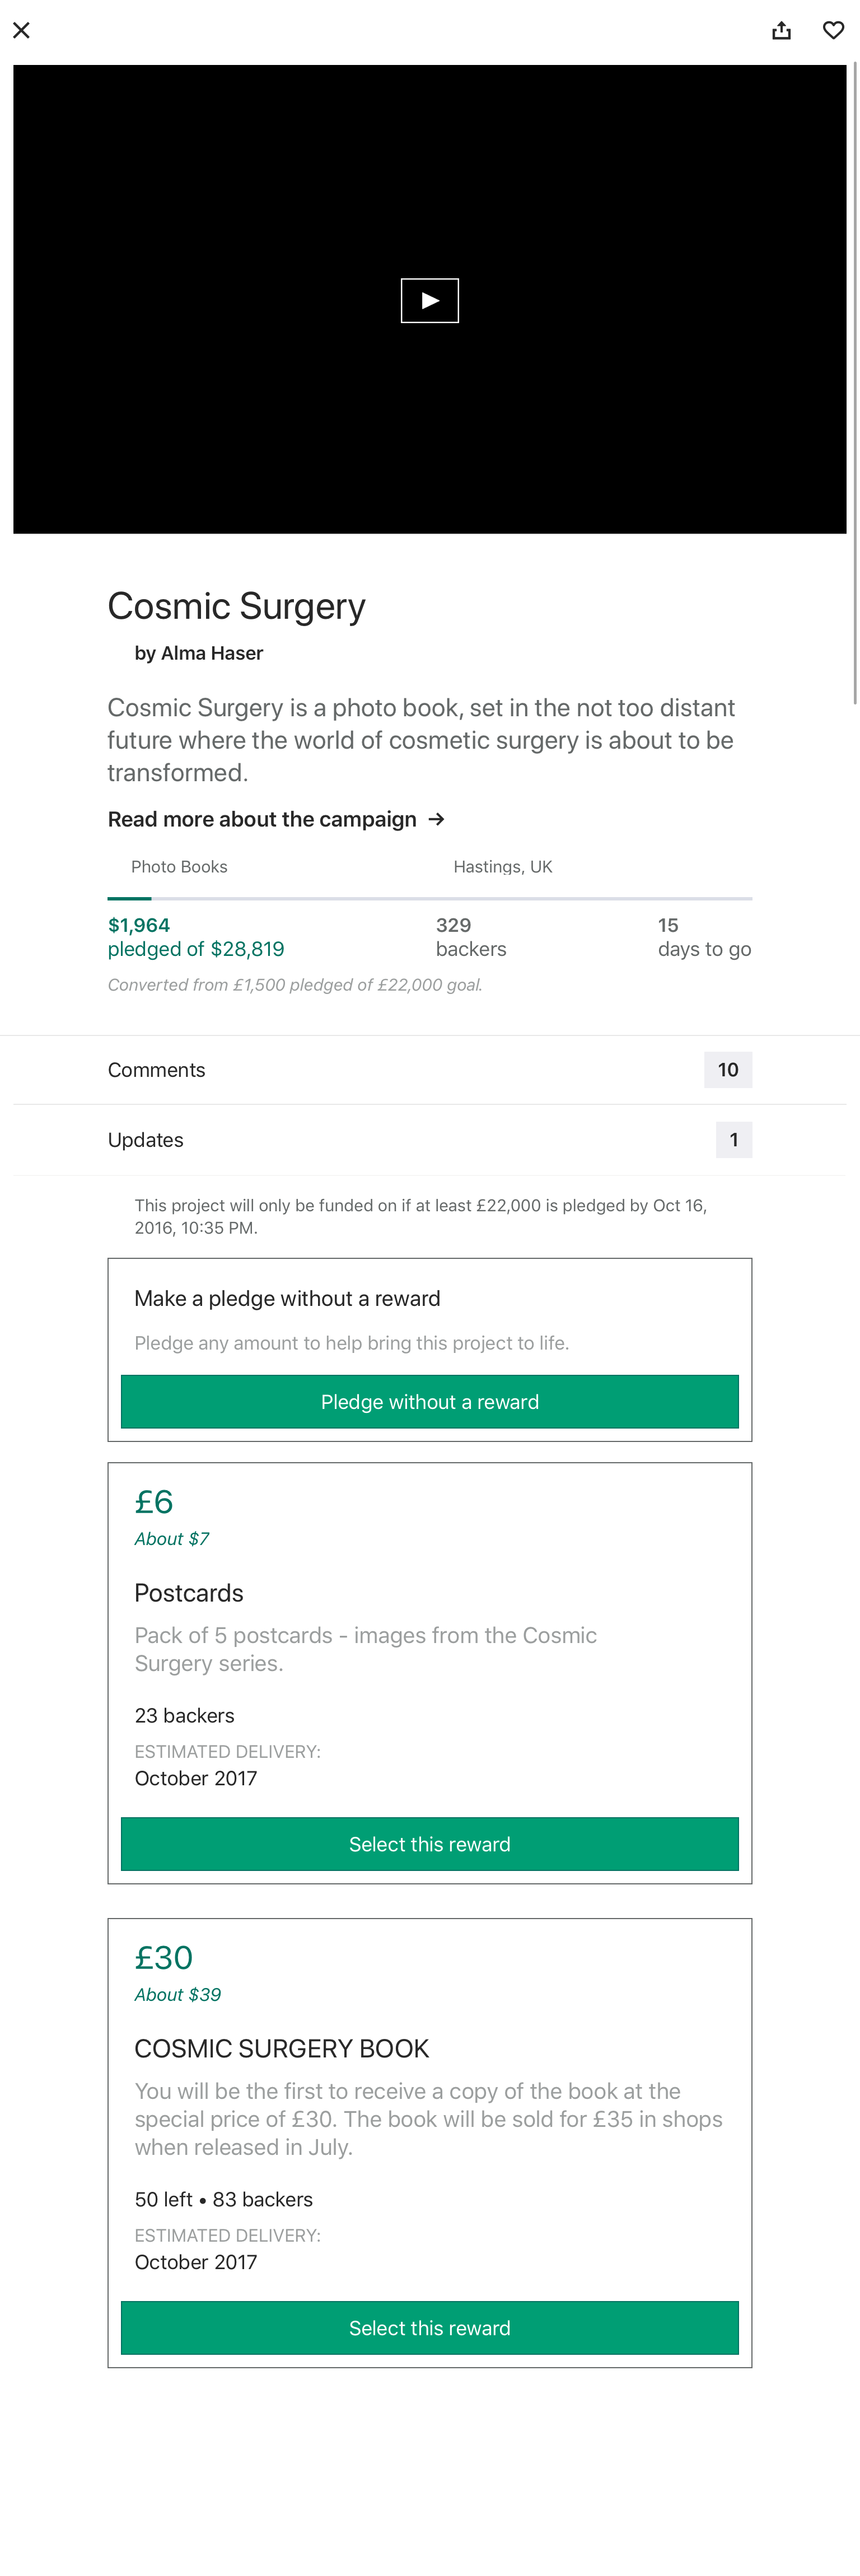 Cosmic Surgery
by Alma Haser
Cosmic Surgery is a photo book, set in the not too distant
future where the world of cosmetic surgery is about to be
transformed.
Read more about the campaign →
Photo Books
Hastings, UK
$1,964
pledged of $28,819
329
backers
15
days to go
Converted from £1,500 pledged of £22,000 goal.
Comments
10
Updates
1
This project will only be funded on if at least £22,000 is pledged by Oct 16,
2016, 10:35 PM.
Make a pledge without a reward
Pledge any amount to help bring this project to life.
Pledge without a reward
£6
About $7
Postcards
Pack of 5 postcards - images from the Cosmic
Surgery series.
23 backers
ESTIMATED DELIVERY:
October 2017
Select this reward
£30
About $39
COSMIC SURGERY BOOK
You will be the first to receive a copy of the book at the
special price of £30. The book will be sold for £35 in shops
when released in July.
50 left • 83 backers
ESTIMATED DELIVERY:
October 2017
Select this reward